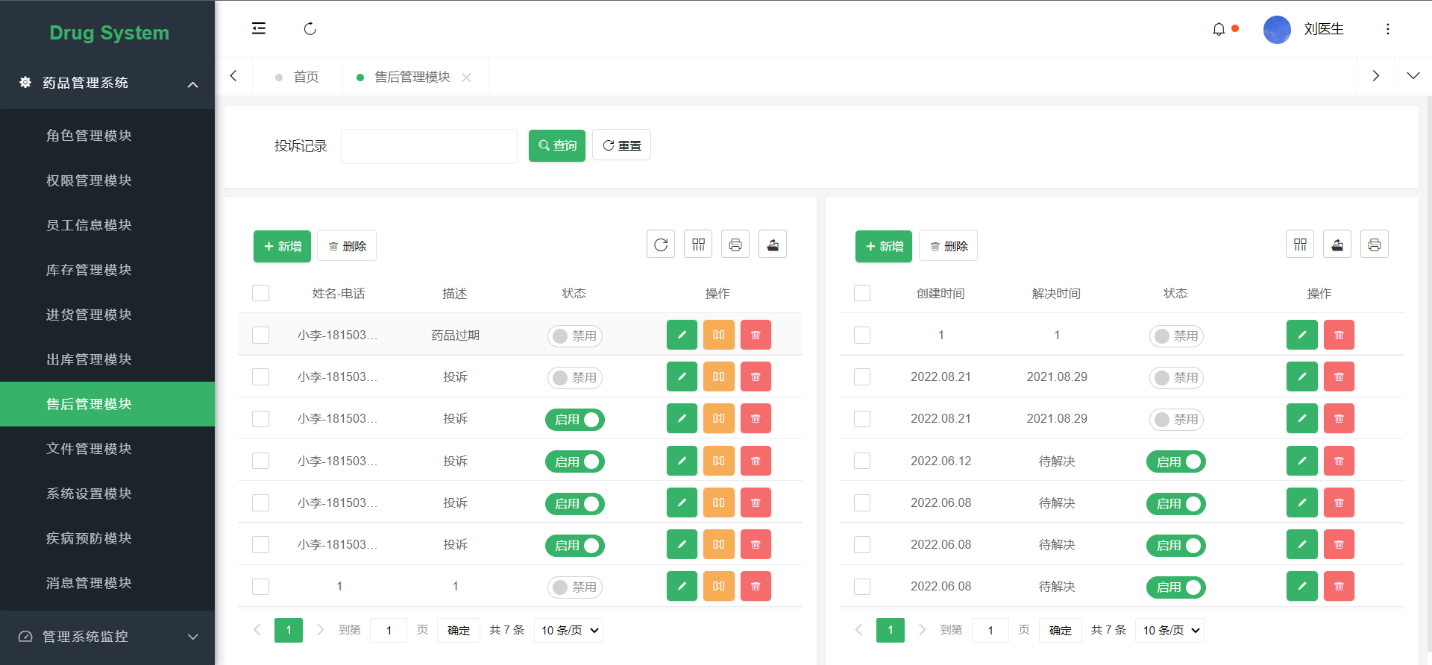 Drug System
刘医生
药品管理系统
首页
售后管理模块
角色管理模块
权限管理模块
员工信息模块
库存管理模块
进货管理模块
出库管理模块
售后管理模块
文件管理模块
系统设置模块
疾病预防模块
消息管理模块
管理系统监控
投诉记录
查询
重置
新增
删除
姓名-电话 描述 状态 操作
小李-181503... 药品过期 禁用
小李-181503... 投诉 禁用
小李-181503... 投诉 启用
小李-181503... 投诉 启用
小李-181503... 投诉 启用
小李-181503... 投诉 启用
1 1 禁用
1 到第 1 页 确定 共 7 条 10 条/页
新增
删除
创建时间 解决时间 状态 操作
1 1 禁用
2022.08.21 2021.08.29 禁用
2022.08.21 2021.08.29 禁用
2022.06.12 待解决 启用
2022.06.08 待解决 启用
2022.06.08 待解决 启用
2022.06.08 待解决 启用
1 到第 1 页 确定 共 7 条 10 条/页